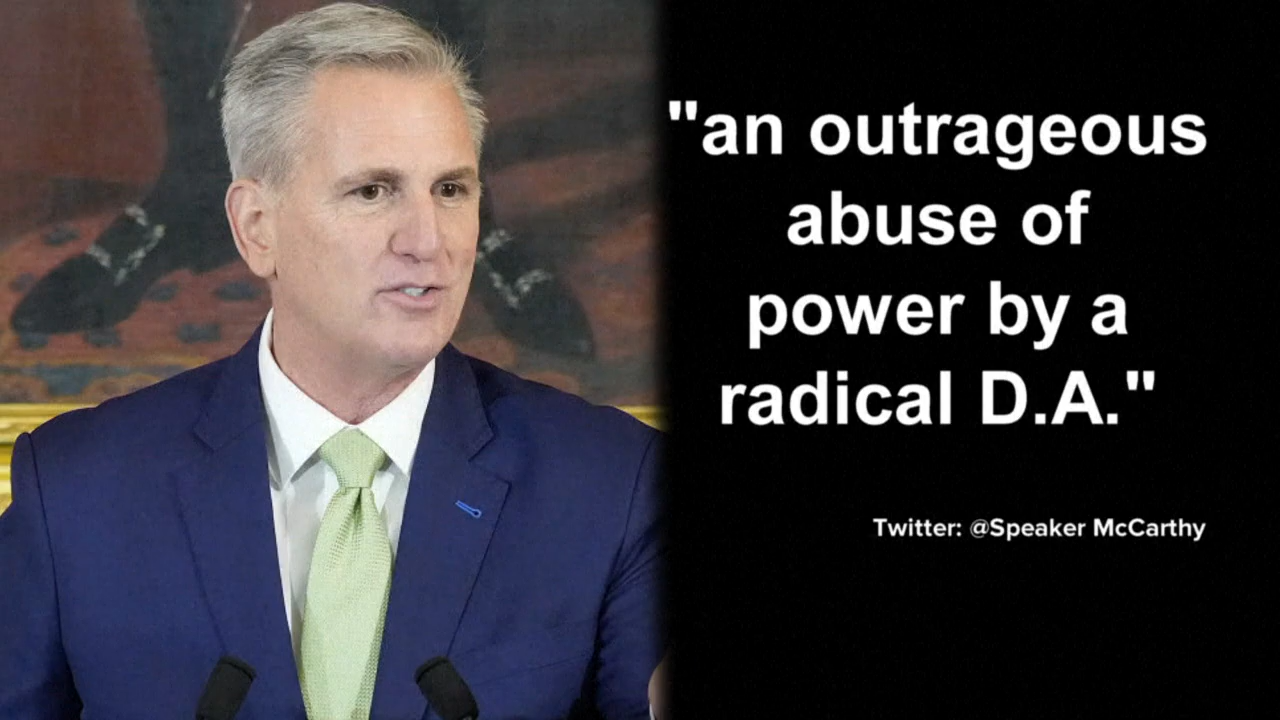 "an outrageous
abuse of
power by a
radical D.A."
Twitter: @Speaker McCarthy